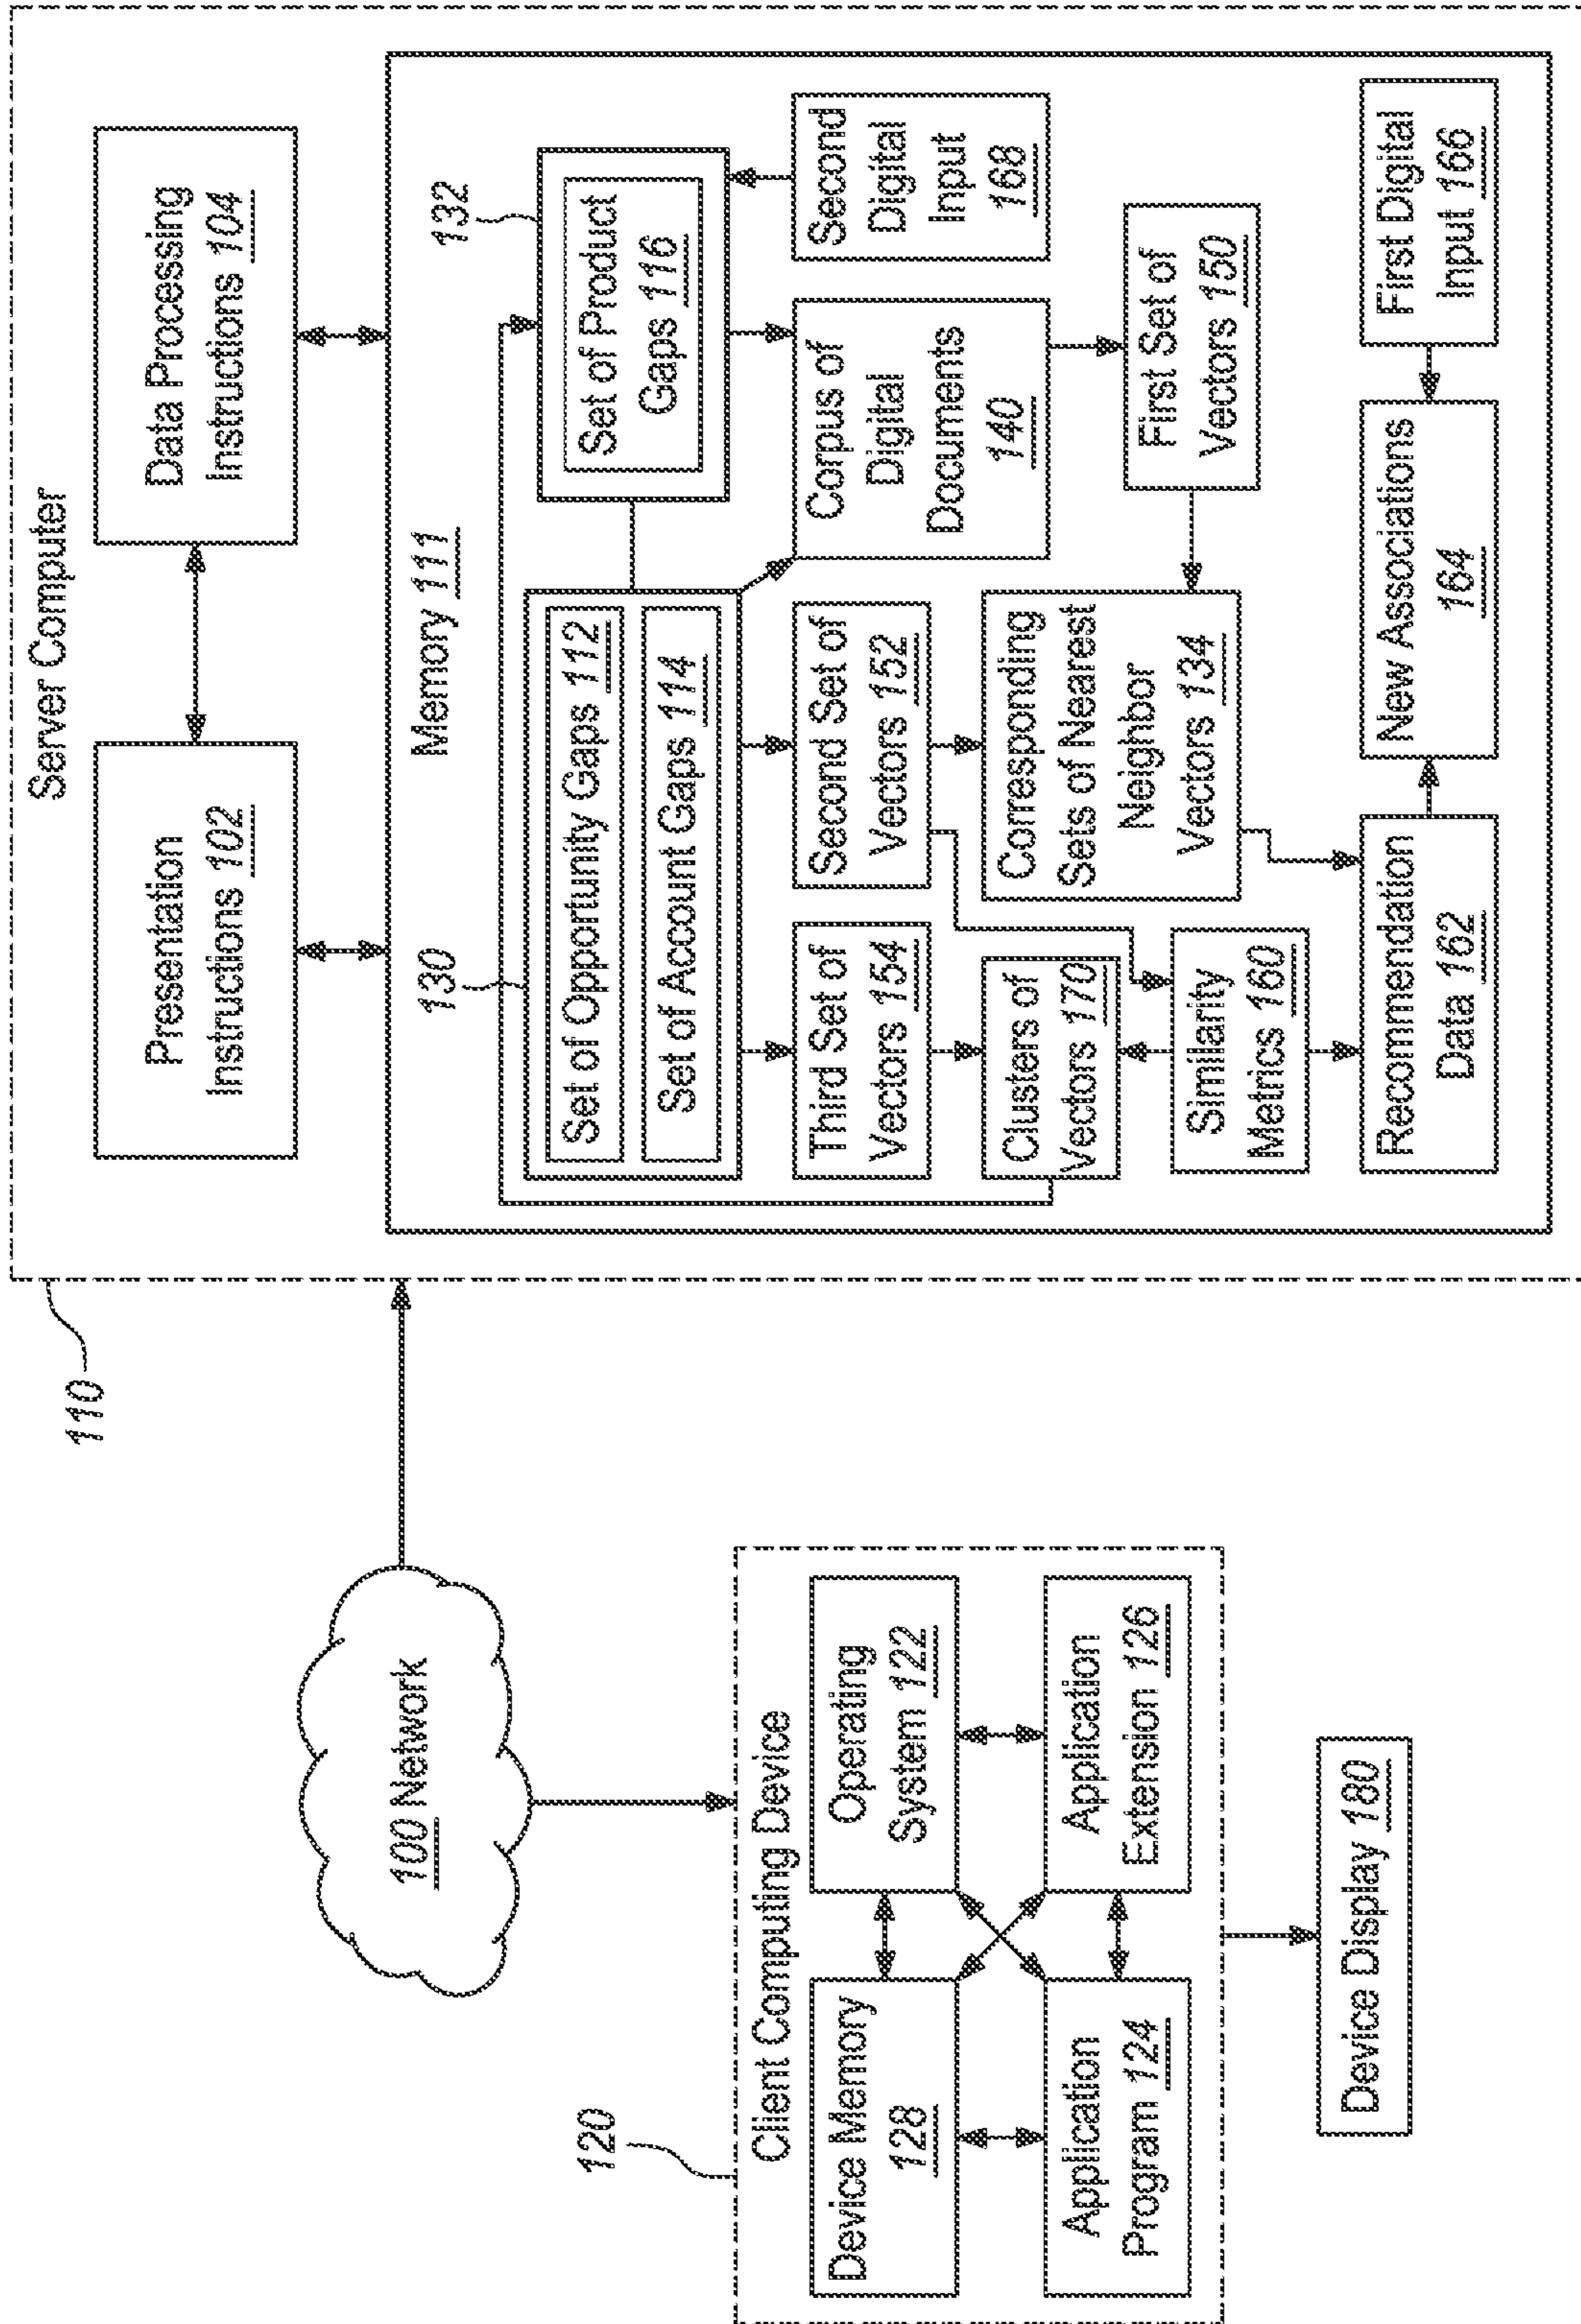 110
Server Computer
Presentation
Instructions 102
Data Processing
Instructions 104
Memory 111
130
Set of Opportunity Gaps 112
Set of Account Gaps 114
132
Set of Product
Gaps 116
Third Set of
Vectors 154
Second Set of
Vectors 152
Corpus of
Digital
Documents
140
Second
Digital
Input
168
Clusters of
Vectors 170
Corresponding
Sets of Nearest
Neighbor
Vectors 134
First Set of
Vectors 150
Similarity
Metrics 160
Recommendation
Data 162
New Associations
164
First Digital
Input 166
100 Network
120
Client Computing Device
Device Memory
128
Operating
System 122
Application
Program 124
Application
Extension 126
Device Display 180